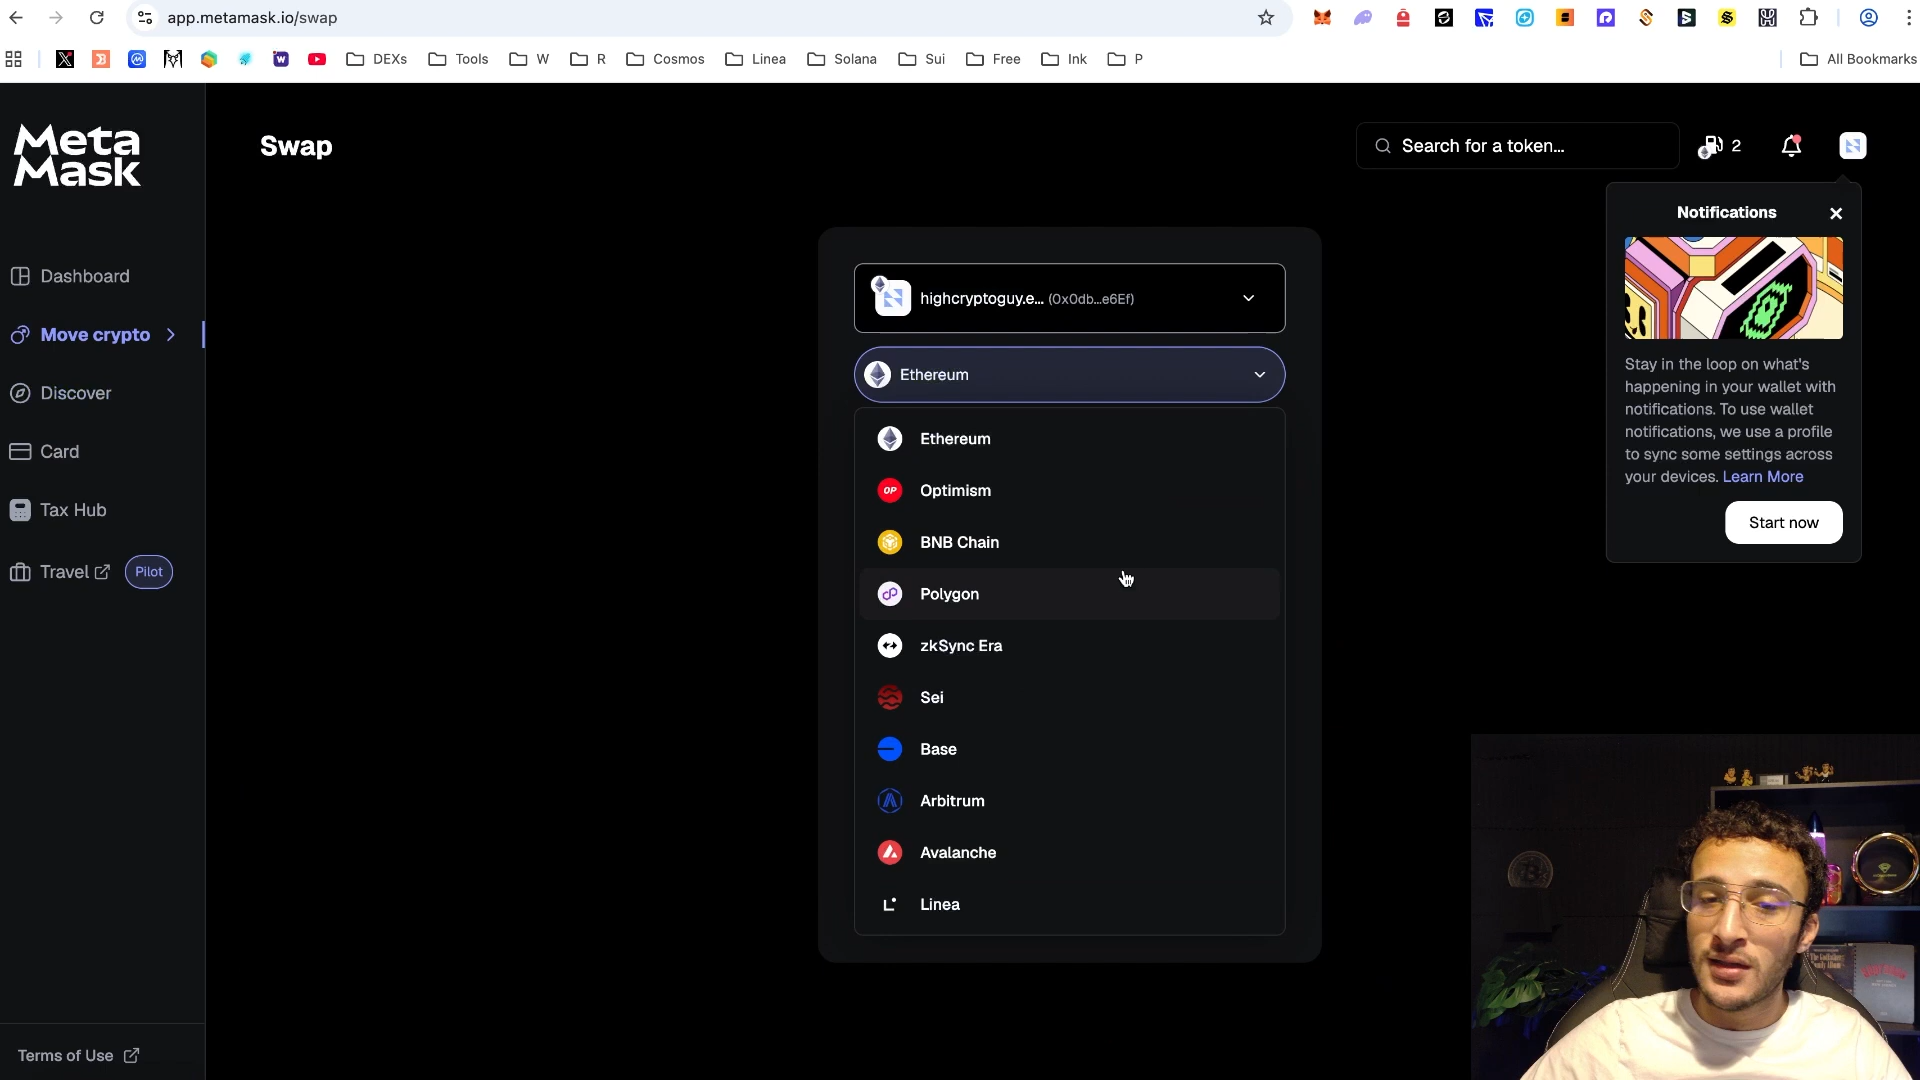 app.metamask.io/swap
DEXs
Tools
W
R
Cosmos
Linea
Solana
Sui
Free
Ink
P
All Bookmarks
Meta
Mask
Swap
Search for a token...
2
Dashboard
Move crypto
Discover
Card
Tax Hub
Travel
Pilot
Terms of Use
highcryptoguy.e... (0x0db...e6Ef)
Ethereum
Ethereum
Optimism
BNB Chain
Polygon
zkSync Era
Sei
Base
Arbitrum
Avalanche
Linea
Notifications
Stay in the loop on what's
happening in your wallet with
notifications. To use wallet
notifications, we use a profile
to sync some settings across
your devices. Learn More
Start now